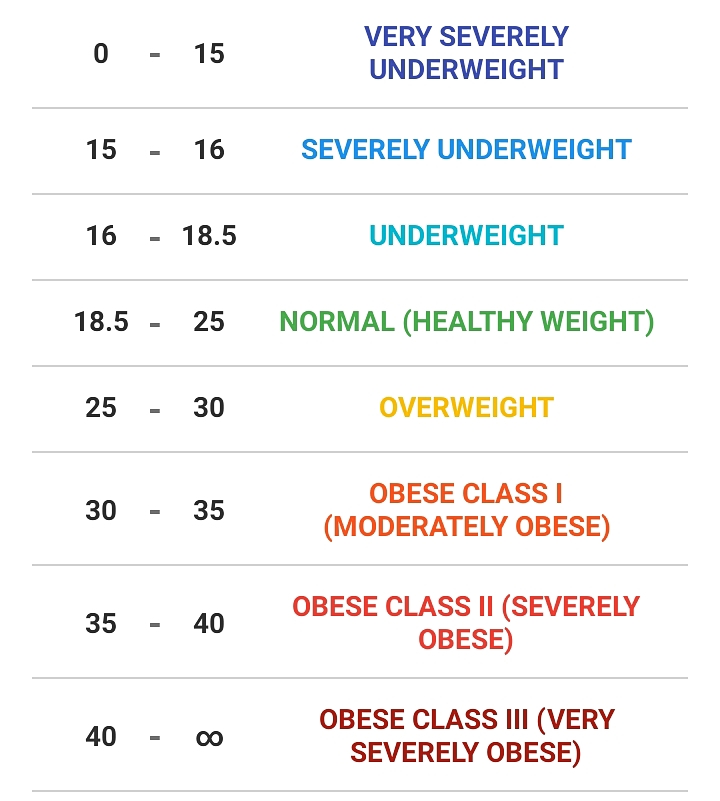 0 - 15 VERY SEVERELY
UNDERWEIGHT
15 - 16 SEVERELY UNDERWEIGHT
16 - 18.5 UNDERWEIGHT
18.5 - 25 NORMAL (HEALTHY WEIGHT)
25 - 30 OVERWEIGHT
30 - 35 OBESE CLASS I
(MODERATELY OBESE)
35 - 40 OBESE CLASS II (SEVERELY
OBESE)
40 - ∞ OBESE CLASS III (VERY
SEVERELY OBESE)